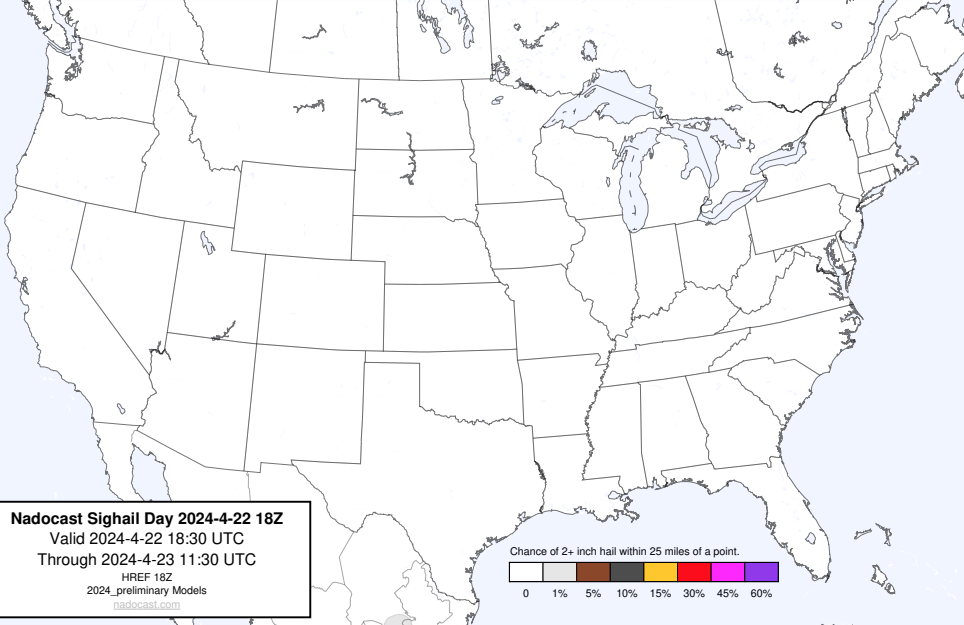 Nadocast Sighail Day 2024-4-22 18Z
Valid 2024-4-22 18:30 UTC
Through 2024-4-23 11:30 UTC
HREF 18Z
2024_preliminary Models
nadocast.com
Chance of 2+ inch hail within 25 miles of a point.
0 1% 5% 10% 15% 30% 45% 60%